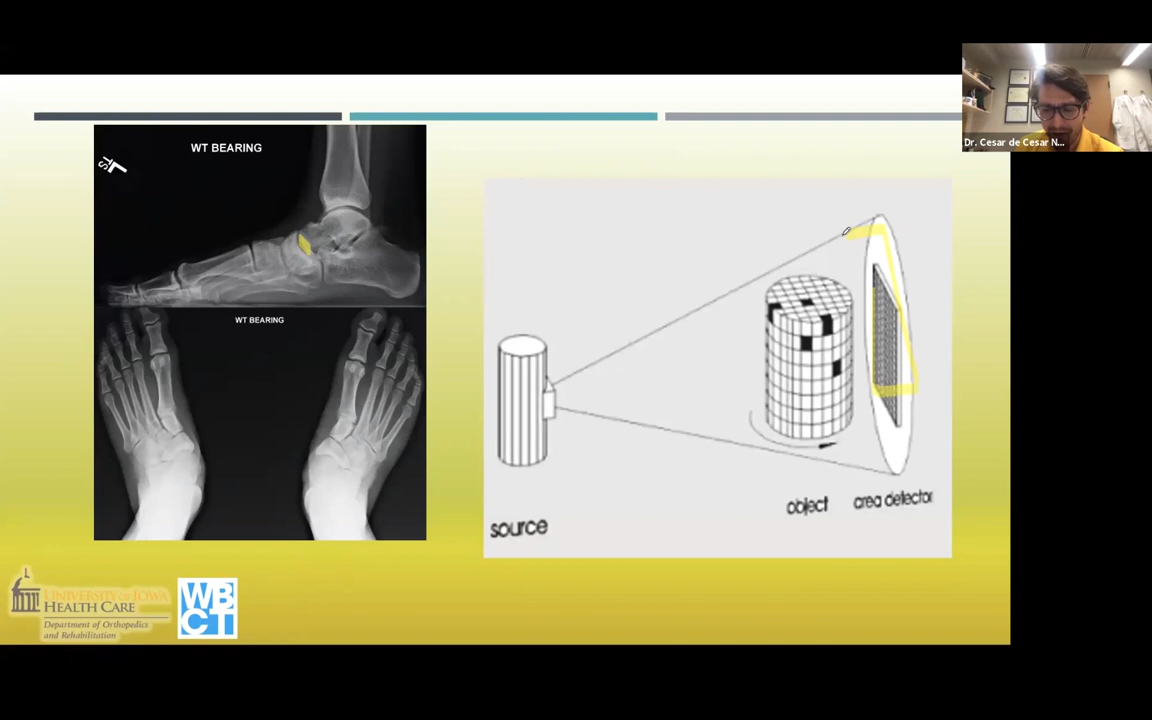 WT BEARING
WT BEARING
source
object
area detector
UNIVERSITY OF IOWA
HEALTH CARE
Department of Orthopedics
and Rehabilitation
WB
CT
Dr. Cesar de Cesar N...